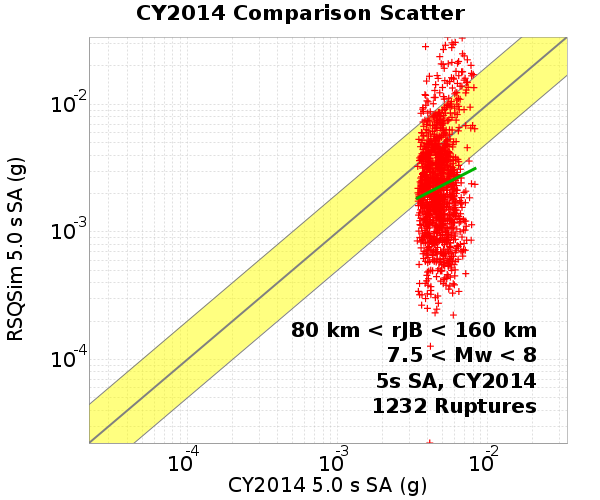 CY2014 Comparison Scatter
RSQSim 5.0 s SA (g)
10-2
10-3
10-4
80 km < rJB < 160 km
7.5 < Mw < 8
5s SA, CY2014
1232 Ruptures
10-4 10-3 10-2
CY2014 5.0 s SA (g)